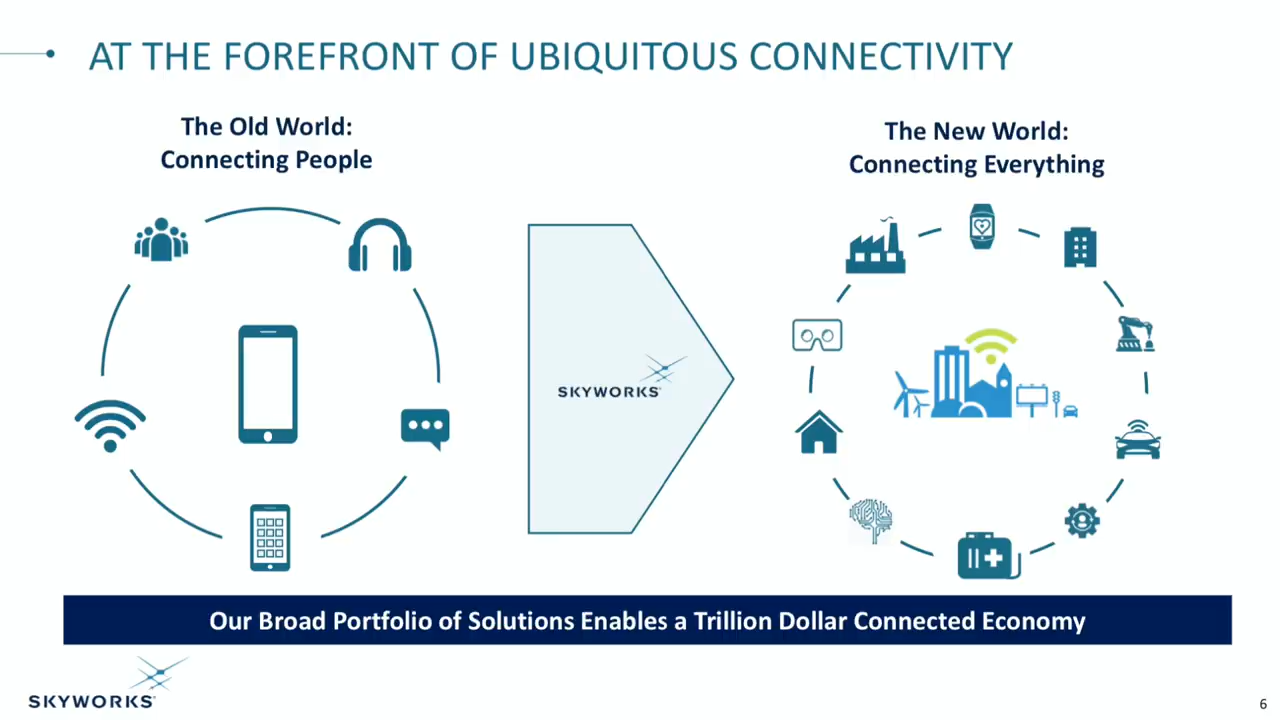 AT THE FOREFRONT OF UBIQUITOUS CONNECTIVITY
The Old World:
Connecting People
The New World:
Connecting Everything
SKYWORKS
Our Broad Portfolio of Solutions Enables a Trillion Dollar Connected Economy
SKYWORKS
6